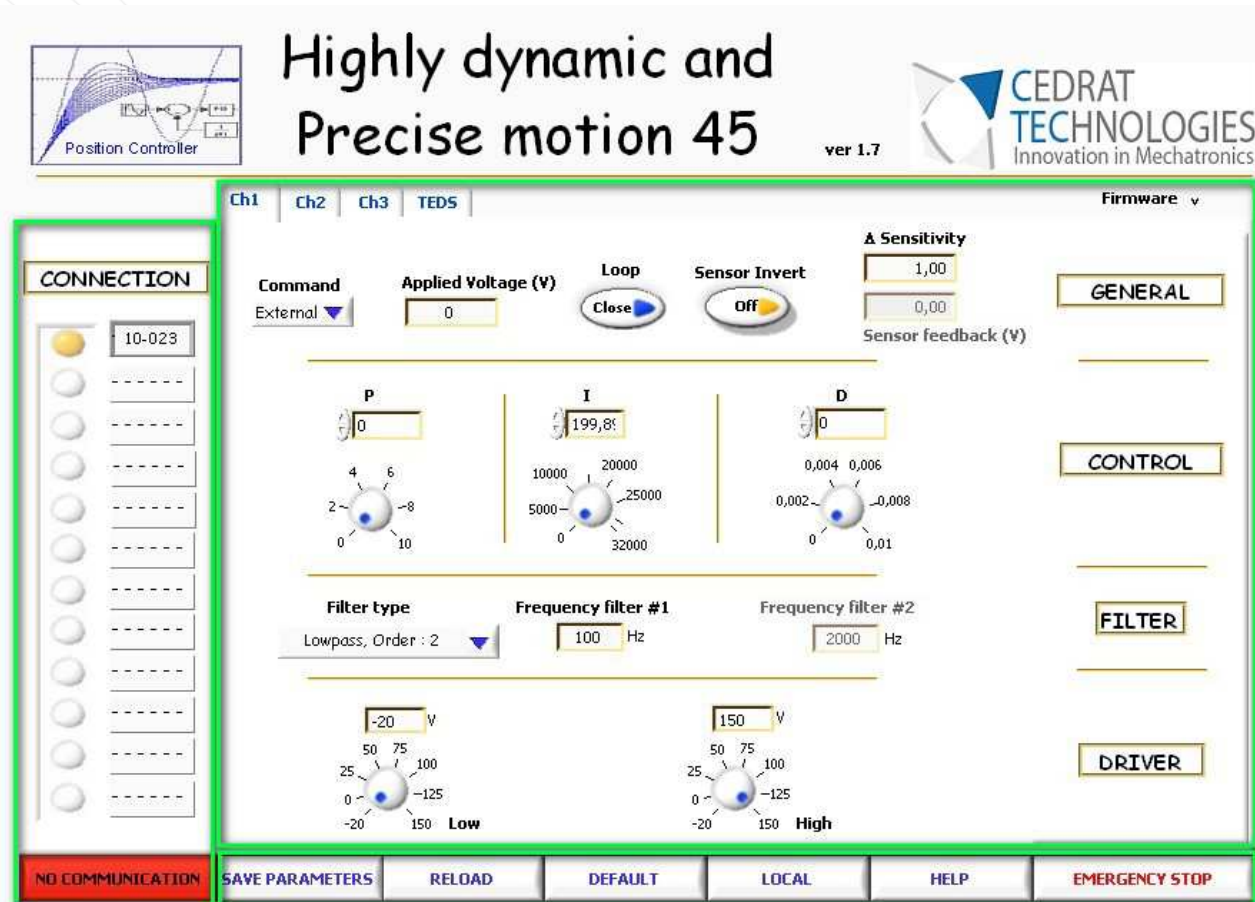 Highly dynamic and
Precise motion 45
ver 1.7
Position Controller
CEDRAT
TECHNOLOGIES
Innovation in Mechatronics
Ch1 Ch2 Ch3 TEDS
Firmware v
CONNECTION
10-023
- - - - - -
- - - - - -
- - - - - -
- - - - - -
- - - - - -
- - - - - -
- - - - - -
- - - - - -
- - - - - -
- - - - - -
- - - - - -
NO COMMUNICATION
Command
External
Applied Voltage (V)
0
Loop
Close
Sensor Invert
Off
Δ Sensitivity
1,00
0,00
Sensor feedback (V)
GENERAL
P
0
0 2 4 6 8 10
I
199,89
0 5000 10000 20000 25000 32000
D
0
0 0,002 0,004 0,006 0,008 0,01
CONTROL
Filter type
Lowpass, Order : 2
Frequency filter #1
100 Hz
Frequency filter #2
2000 Hz
FILTER
-20 V
-20 0 25 50 75 100 125 150 Low
150 V
-20 0 25 50 75 100 125 150 High
DRIVER
SAVE PARAMETERS RELOAD DEFAULT LOCAL HELP EMERGENCY STOP